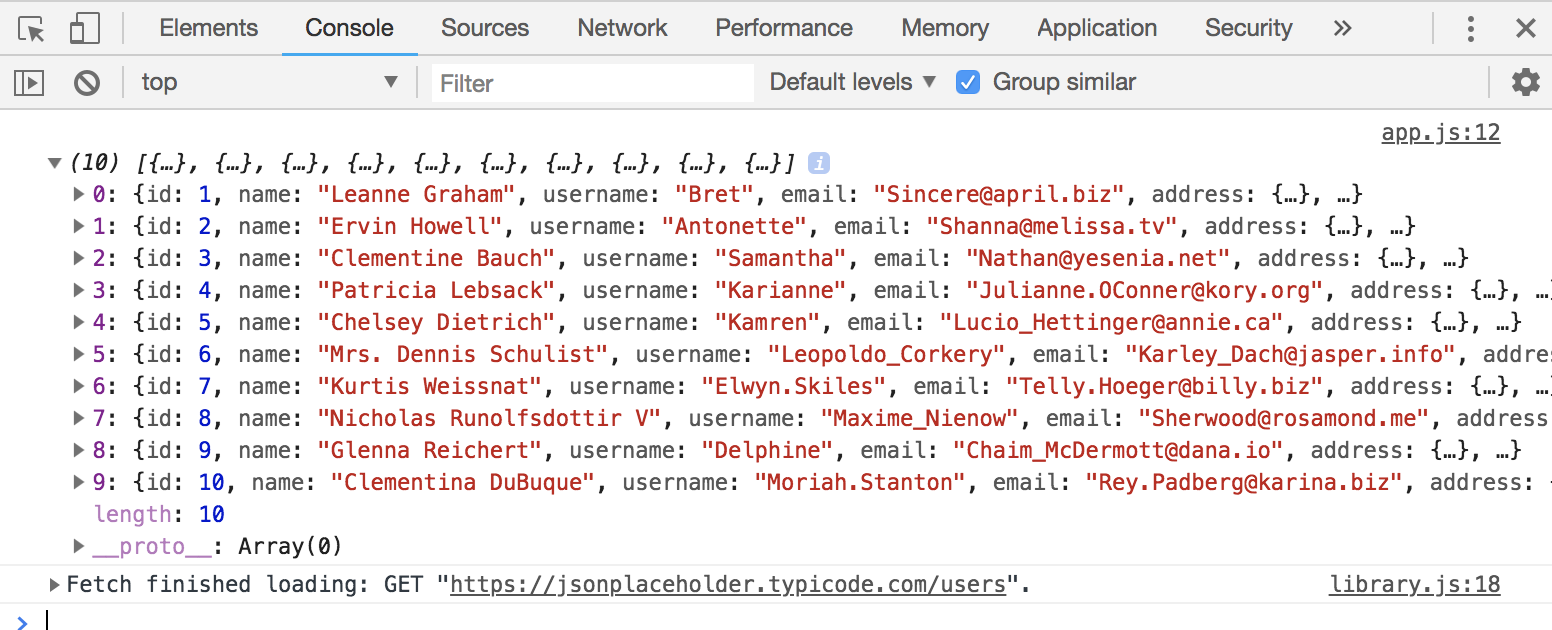 Elements Console Sources Network Performance Memory Application Security »
top Filter Default levels Group similar
app.js:12
(10) [{…}, {…}, {…}, {…}, {…}, {…}, {…}, {…}, {…}, {…}] i
0: {id: 1, name: "Leanne Graham", username: "Bret", email: "Sincere@april.biz", address: {…}, …}
1: {id: 2, name: "Ervin Howell", username: "Antonette", email: "Shanna@melissa.tv", address: {…}, …}
2: {id: 3, name: "Clementine Bauch", username: "Samantha", email: "Nathan@yesenia.net", address: {…}, …}
3: {id: 4, name: "Patricia Lebsack", username: "Karianne", email: "Julianne.OConner@kory.org", address: {…}, …
4: {id: 5, name: "Chelsey Dietrich", username: "Kamren", email: "Lucio_Hettinger@annie.ca", address: {…}, …}
5: {id: 6, name: "Mrs. Dennis Schulist", username: "Leopoldo_Corkery", email: "Karley_Dach@jasper.info", addre
6: {id: 7, name: "Kurtis Weissnat", username: "Elwyn.Skiles", email: "Telly.Hoeger@billy.biz", address: {…}, …
7: {id: 8, name: "Nicholas Runolfsdottir V", username: "Maxime_Nienow", email: "Sherwood@rosamond.me", address
8: {id: 9, name: "Glenna Reichert", username: "Delphine", email: "Chaim_McDermott@dana.io", address: {…}, …}
9: {id: 10, name: "Clementina DuBuque", username: "Moriah.Stanton", email: "Rey.Padberg@karina.biz", address:
length: 10
__proto__: Array(0)
Fetch finished loading: GET "https://jsonplaceholder.typicode.com/users". library.js:18